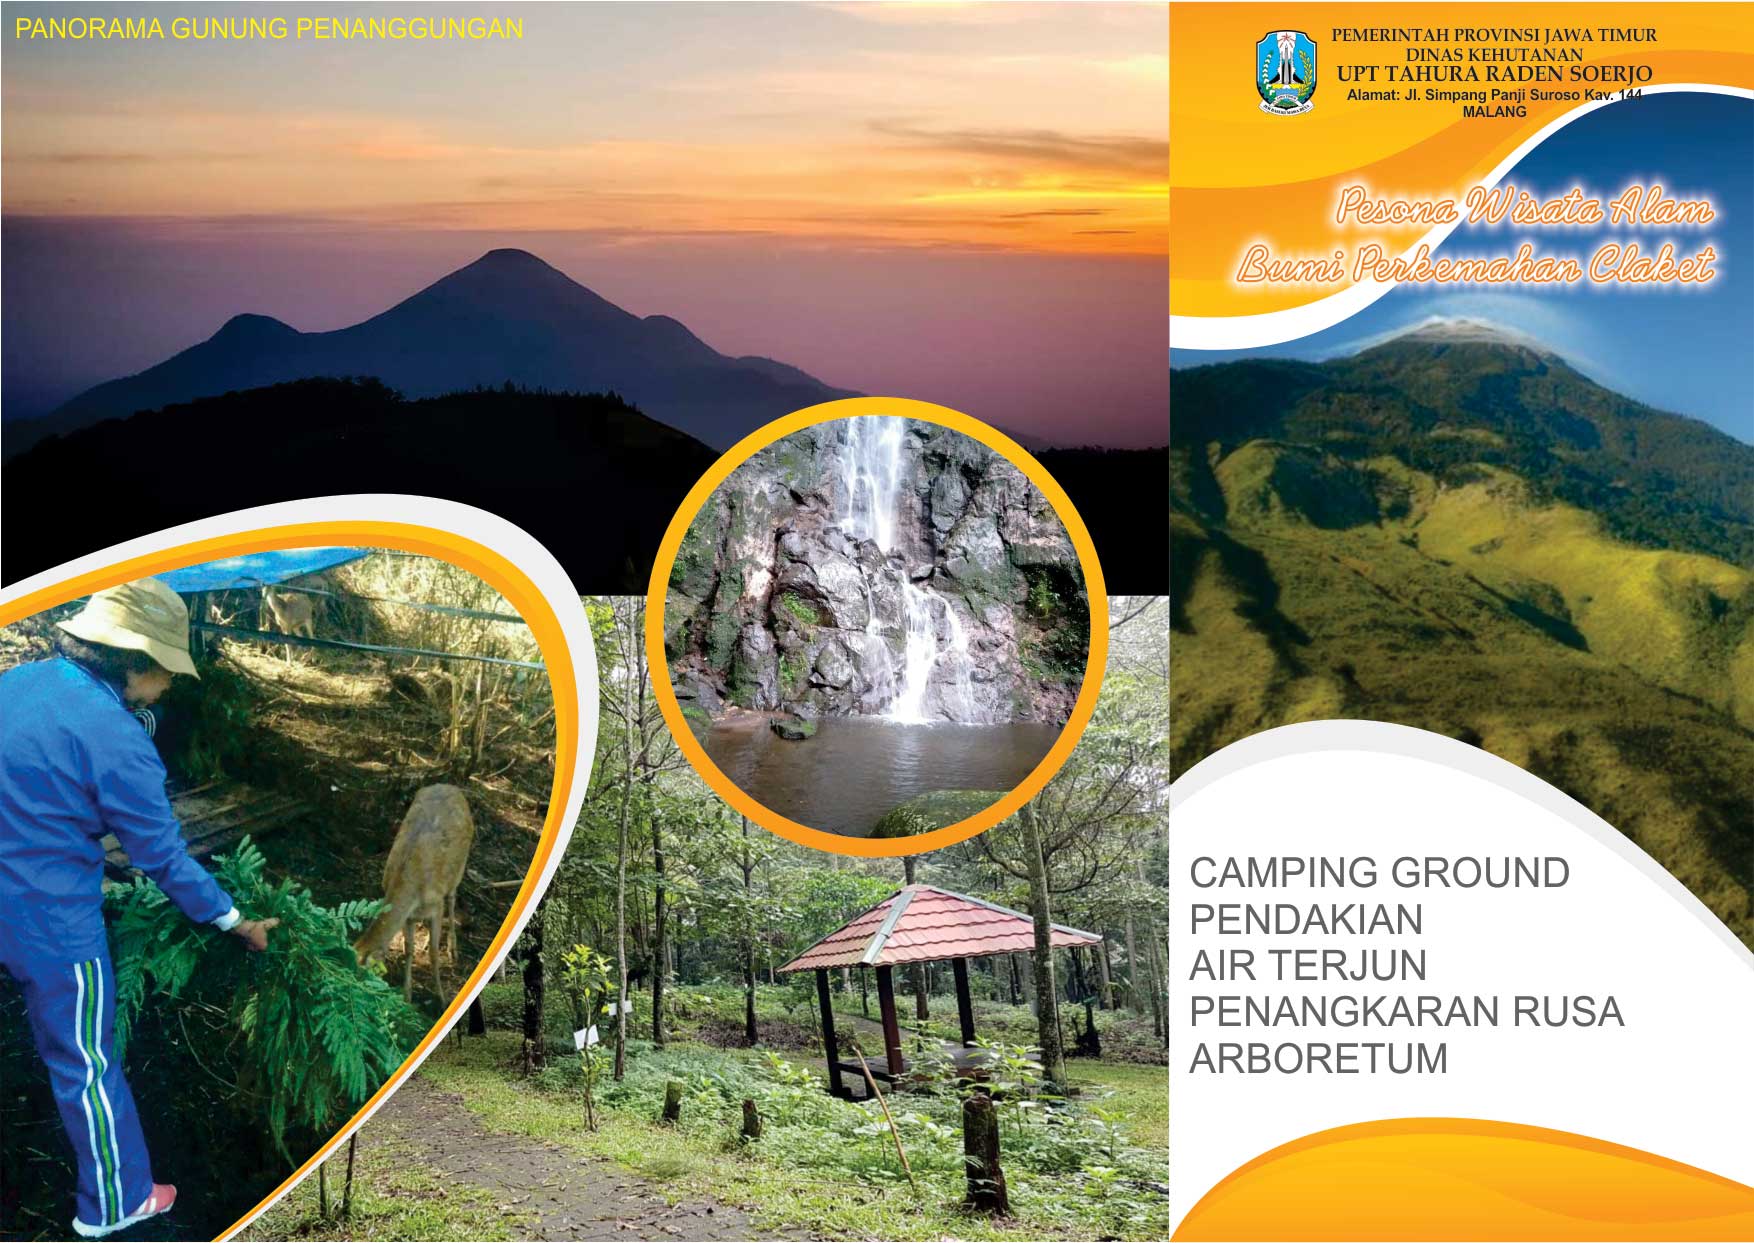 PANORAMA GUNUNG PENANGGUNGAN
PEMERINTAH PROVINSI JAWA TIMUR
DINAS KEHUTANAN
UPT TAHURA RADEN SOERJO
Alamat: Jl. Simpang Panji Suroso Kav. 144
MALANG
Pesona Wisata Alam
Bumi Perkemahan Claket
CAMPING GROUND
PENDAKIAN
AIR TERJUN
PENANGKARAN RUSA
ARBORETUM